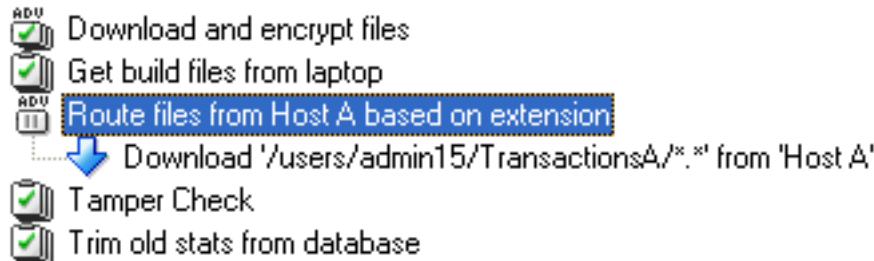 ADV
Download and encrypt files
Get build files from laptop
ADV
Route files from Host A based on extension
Download '/users/admin15/TransactionsA/*.*' from 'Host A'
Tamper Check
Trim old stats from database